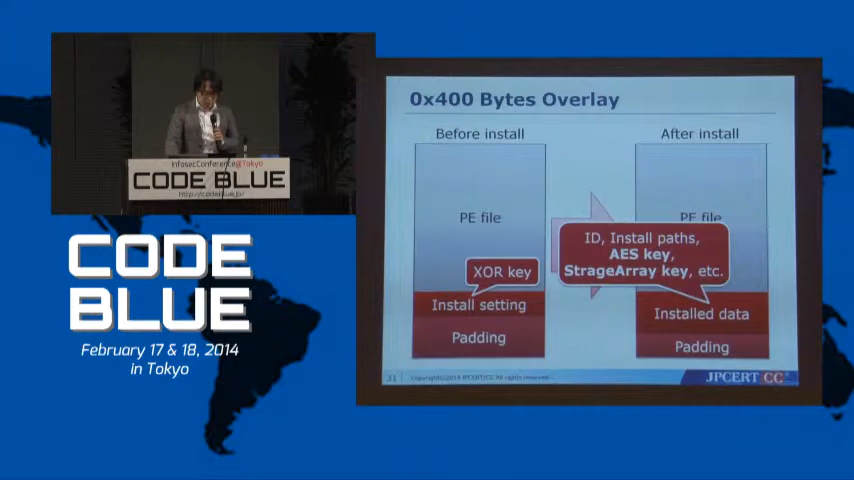 InfosecConference@Tokyo
CODE BLUE
http://codeblue.jp/
CODE
BLUE
February 17 & 18, 2014
in Tokyo
0x400 Bytes Overlay
Before install
After install
PE file
PE file
XOR key
ID, Install paths,
AES key,
StrageArray key, etc.
Install setting
Padding
Installed data
Padding
31
Copyright©2014 JPCERT/CC All rights reserved.
JPCERT CC